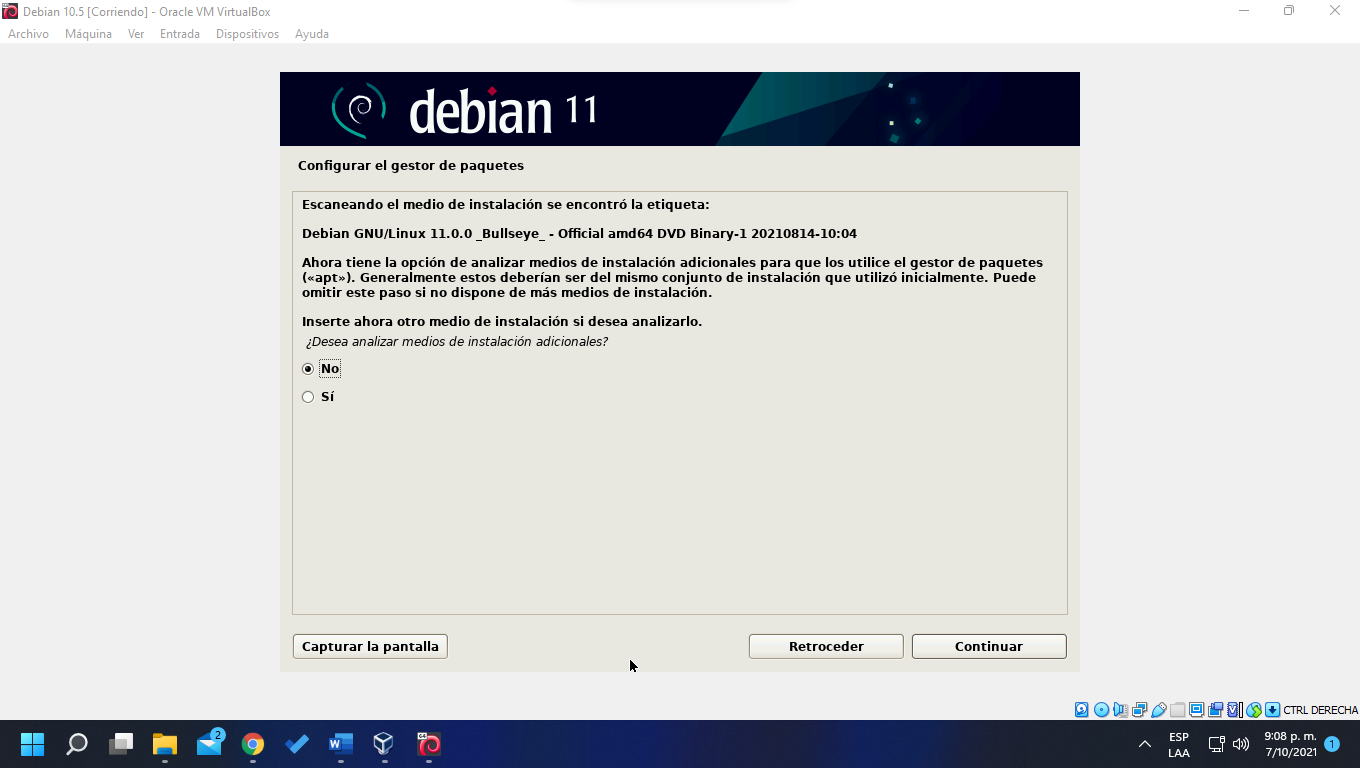 Debian 10.5 [Corriendo] - Oracle VM VirtualBox
Archivo Máquina Ver Entrada Dispositivos Ayuda
debian 11
Configurar el gestor de paquetes
Escaneando el medio de instalación se encontró la etiqueta:
Debian GNU/Linux 11.0.0 _Bullseye_ - Official amd64 DVD Binary-1 20210814-10:04
Ahora tiene la opción de analizar medios de instalación adicionales para que los utilice el gestor de paquetes
(«apt»). Generalmente estos deberían ser del mismo conjunto de instalación que utilizó inicialmente. Puede
omitir este paso si no dispone de más medios de instalación.
Inserte ahora otro medio de instalación si desea analizarlo.
¿Desea analizar medios de instalación adicionales?
No
Sí
Capturar la pantalla
Retroceder
Continuar
CTRL DERECHA
2
ESP
LAA
9:08 p. m.
7/10/2021
1